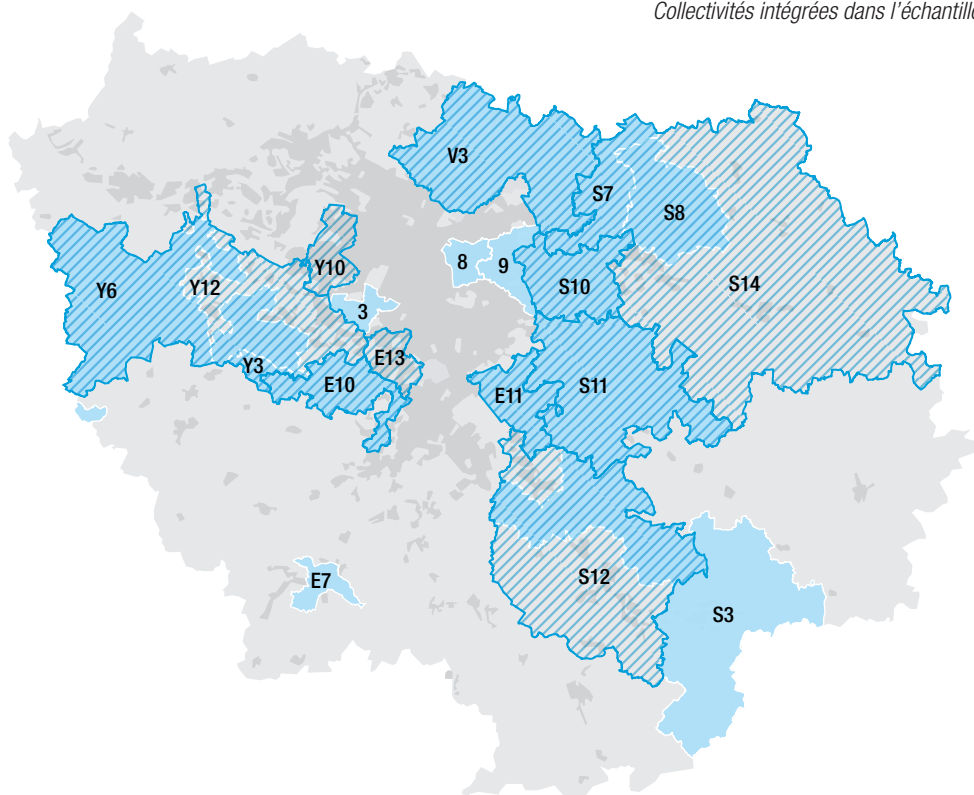 Collectivités intégrées dans l’échantille
V3
S7
S8
8
9
Y10
S10
S14
Y6
Y12
3
E13
Y3
E10
E11
S11
E7
S12
S3